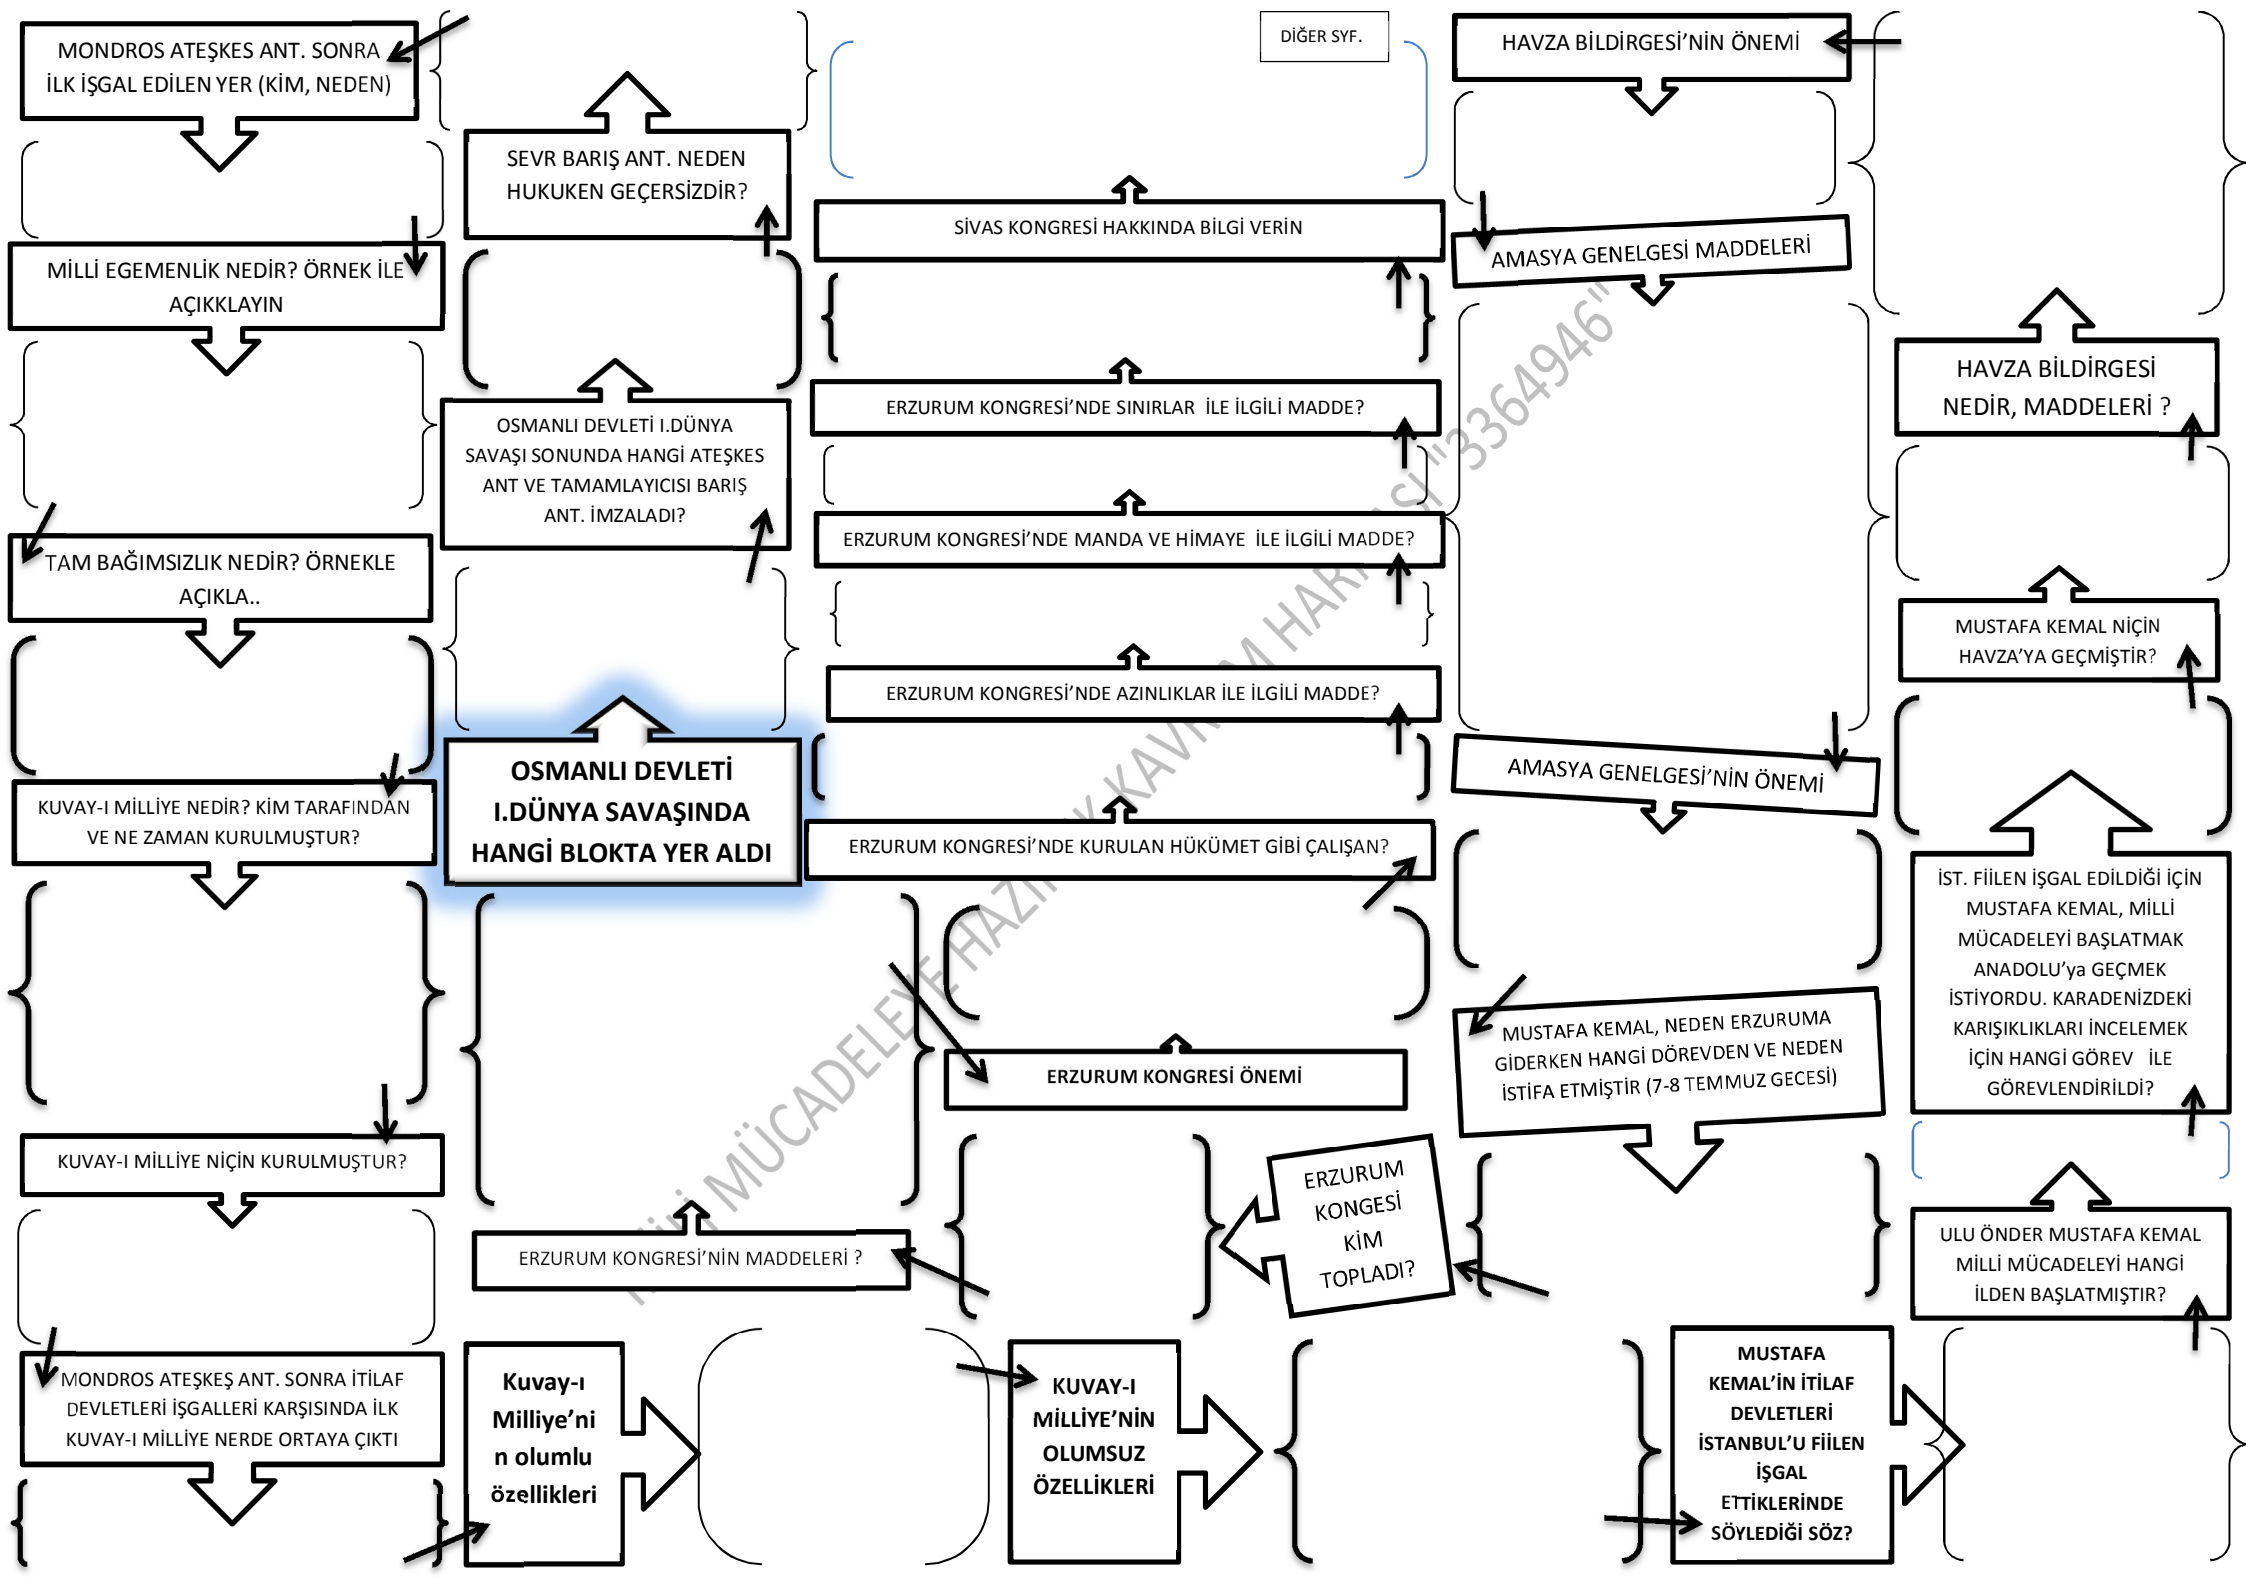 MONDROS ATEŞKES ANT. SONRA
İLK İŞGAL EDİLEN YER (KİM, NEDEN)
MİLLİ EGEMENLİK NEDİR? ÖRNEK İLE
AÇIKKLAYIN
TAM BAĞIMSIZLIK NEDİR? ÖRNEKLE
AÇIKLA..
KUVAY-I MİLLİYE NEDİR? KİM TARAFINDAN
VE NE ZAMAN KURULMUŞTUR?
KUVAY-I MİLLİYE NİÇİN KURULMUŞTUR?
MONDROS ATEŞKEŞ ANT. SONRA İTİLAF
DEVLETLERİ İŞGALLERİ KARŞISINDA İLK
KUVAY-I MİLLİYE NERDE ORTAYA ÇIKTI
SEVR BARIŞ ANT. NEDEN
HUKUKEN GEÇERSİZDİR?
OSMANLI DEVLETİ I.DÜNYA
SAVAŞI SONUNDA HANGİ ATEŞKES
ANT VE TAMAMLAYICISI BARIŞ
ANT. İMZALADI?
OSMANLI DEVLETİ
I.DÜNYA SAVAŞINDA
HANGİ BLOKTA YER ALDI
ERZURUM KONGRESİ'NİN MADDELERİ ?
Kuvay-ı
Milliye'ni
n olumlu
özellikleri
DİĞER SYF.
SİVAS KONGRESİ HAKKINDA BİLGİ VERİN
ERZURUM KONGRESİ'NDE SINIRLAR İLE İLGİLİ MADDE?
ERZURUM KONGRESİ'NDE MANDA VE HİMAYE İLE İLGİLİ MADDE?
ERZURUM KONGRESİ'NDE AZINLIKLAR İLE İLGİLİ MADDE?
ERZURUM KONGRESİ'NDE KURULAN HÜKÜMET GİBİ ÇALIŞAN?
ERZURUM KONGRESİ ÖNEMİ
ERZURUM
KONGESİ
KİM
TOPLADI?
KUVAY-I
MİLLİYE'NİN
OLUMSUZ
ÖZELLİKLERİ
HAVZA BİLDİRGESİ'NİN ÖNEMİ
AMASYA GENELGESİ MADDELERİ
AMASYA GENELGESİ'NİN ÖNEMİ
MUSTAFA KEMAL, NEDEN ERZURUMA
GİDERKEN HANGİ DÖREVDEN VE NEDEN
İSTİFA ETMİŞTİR (7-8 TEMMUZ GECESİ)
MUSTAFA
KEMAL'İN İTİLAF
DEVLETLERİ
İSTANBUL'U FİİLEN
İŞGAL
ETTİKLERİNDE
SÖYLEDİĞİ SÖZ?
HAVZA BİLDİRGESİ
NEDİR, MADDELERİ ?
MUSTAFA KEMAL NİÇİN
HAVZA'YA GEÇMİŞTİR?
İST. FİİLEN İŞGAL EDİLDİĞİ İÇİN
MUSTAFA KEMAL, MİLLİ
MÜCADELEYİ BAŞLATMAK
ANADOLU'ya GEÇMEK
İSTİYORDU. KARADENİZDEKİ
KARIŞIKLIKLARI İNCELEMEK
İÇİN HANGİ GÖREV İLE
GÖREVLENDİRİLDİ?
ULU ÖNDER MUSTAFA KEMAL
MİLLİ MÜCADELEYİ HANGİ
İLDEN BAŞLATMIŞTIR?
MÜCADELEYE "3364946"